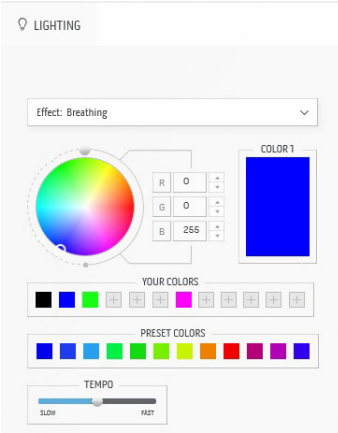 LIGHTING
Effect: Breathing
COLOR 1
R 0
G 0
B 255
YOUR COLORS
PRESET COLORS
TEMPO
SLOW FAST